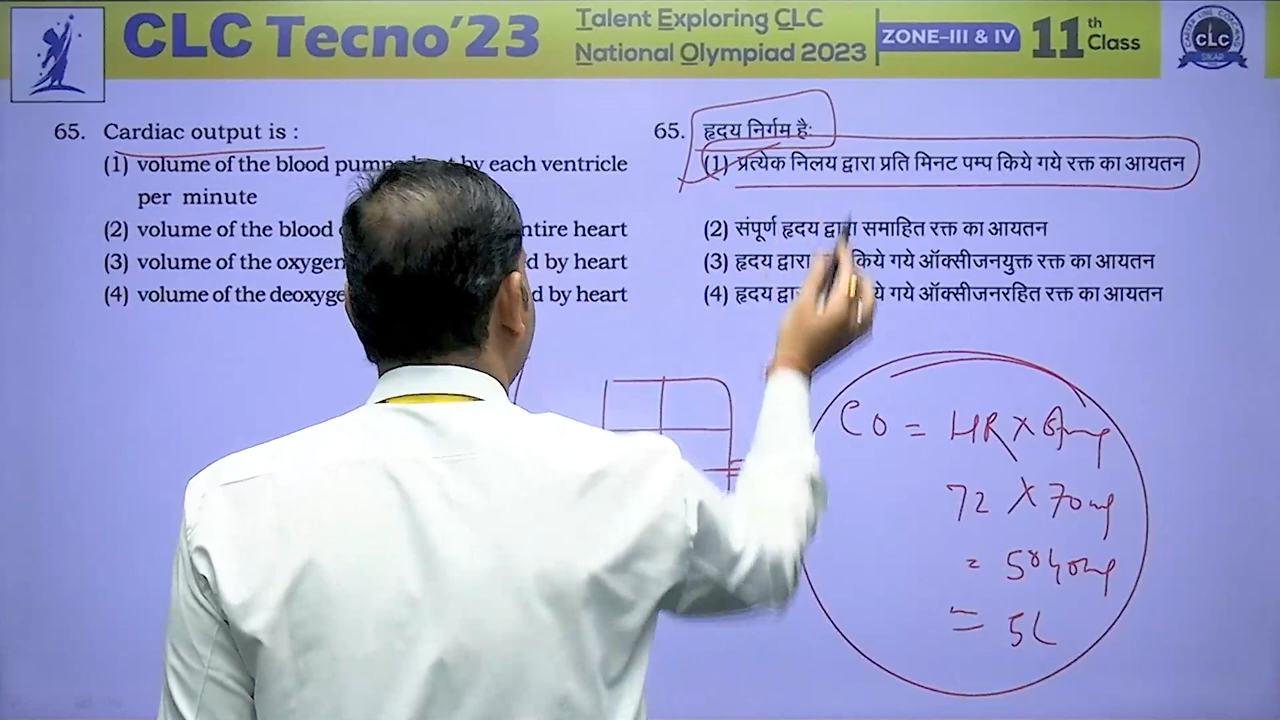 CLC Tecno’23
Talent Exploring CLC
National Olympiad 2023
ZONE–III & IV
11th Class
CLC
SIKAR
65. Cardiac output is :
(1) volume of the blood by each ventricle
per minute
(2) volume of the blood heart
(3) volume of the by heart
(4) volume of the by heart
65. हृदय निर्गम है:
(1) प्रत्येक निलय द्वारा प्रति मिनट पम्प किये गये रक्त का आयतन
(2) संपूर्ण हृदय द्वारा समाहित रक्त का आयतन
(3) हृदय द्वारा किये गये ऑक्सीजनयुक्त रक्त का आयतन
(4) हृदय गये ऑक्सीजनरहित रक्त का आयतन
CO = HR X
72 X 70ml
= 5040ml
= 5L